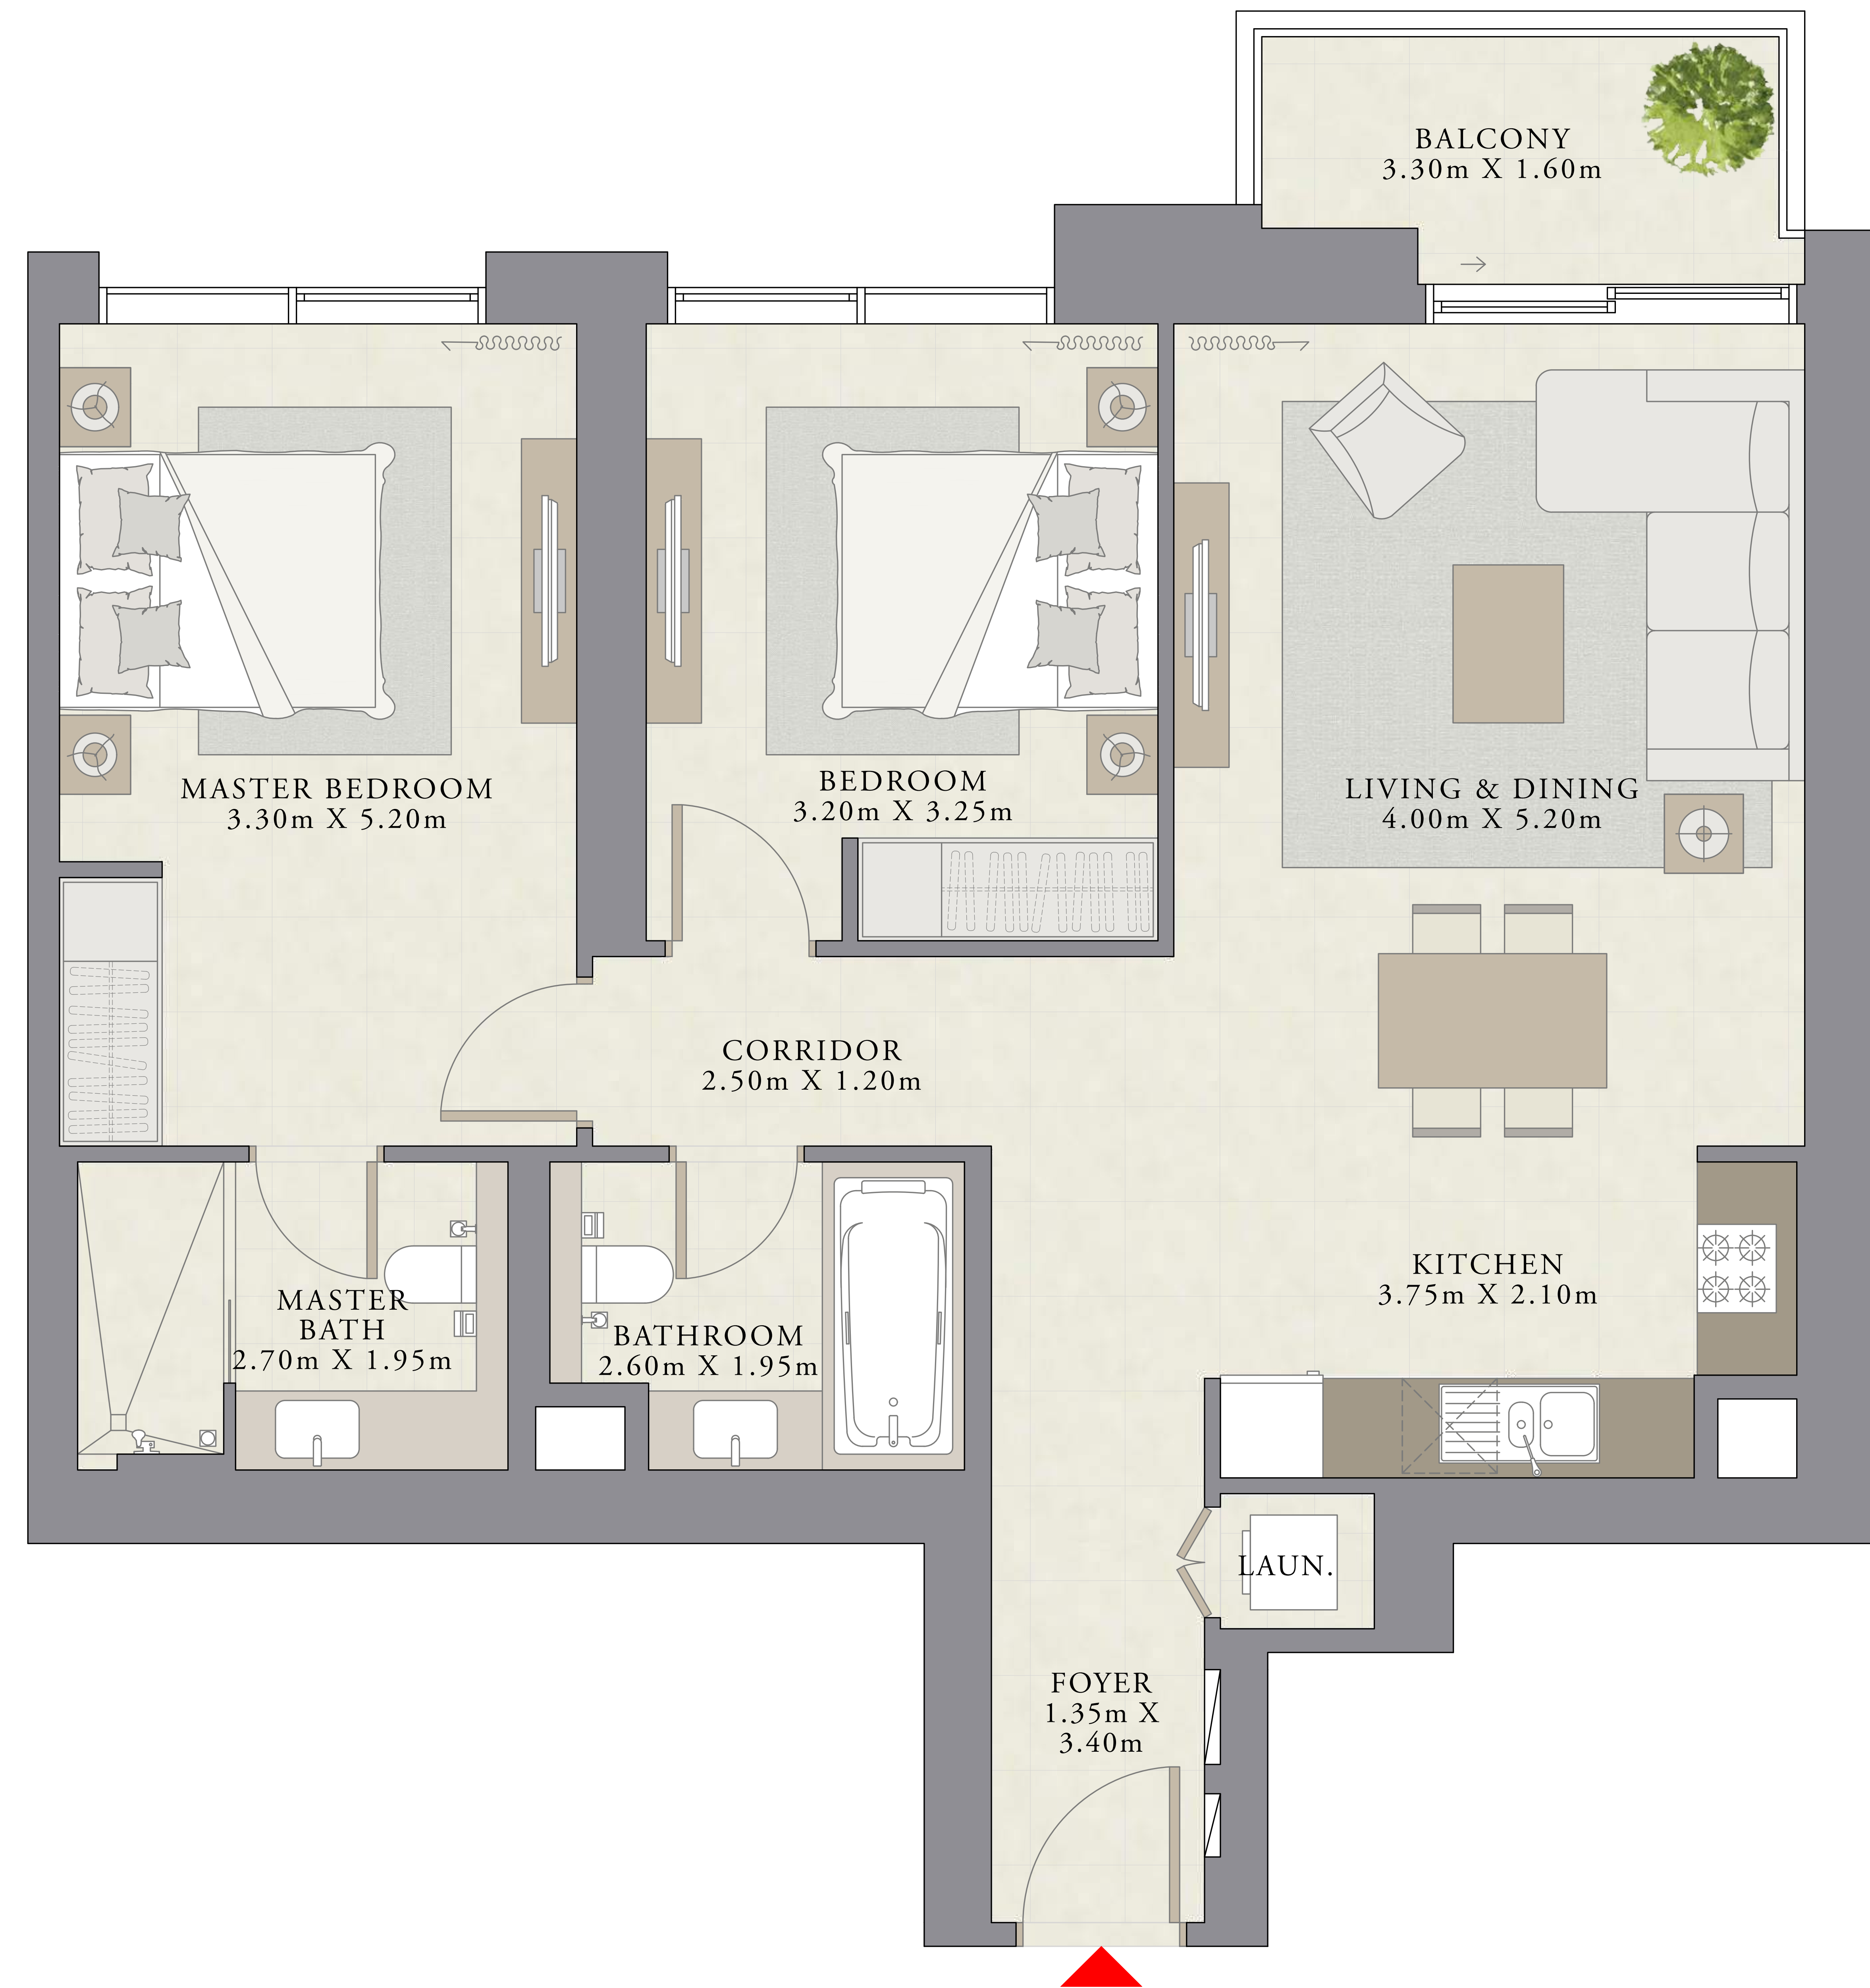 BALCONY
3.30m X 1.60m
MASTER BEDROOM
3.30m X 5.20m
BEDROOM
3.20m X 3.25m
LIVING & DINING
4.00m X 5.20m
CORRIDOR
2.50m X 1.20m
MASTER
BATH
2.70m X 1.95m
BATHROOM
2.60m X 1.95m
KITCHEN
3.75m X 2.10m
LAUN.
FOYER
1.35m X
3.40m